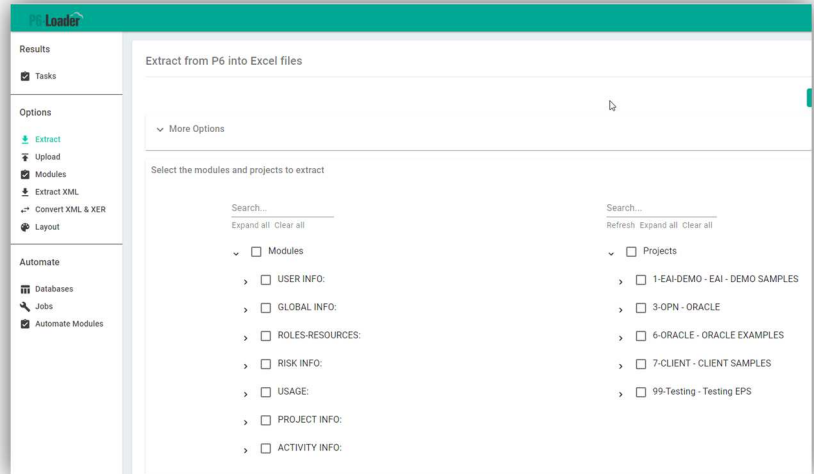 P6-Loader
Results
Tasks
Options
Extract
Upload
Modules
Extract XML
Convert XML & XER
Layout
Automate
Databases
Jobs
Automate Modules
Extract from P6 into Excel files
More Options
Select the modules and projects to extract
Search...
Expand all Clear all
Modules
USER INFO:
GLOBAL INFO:
ROLES-RESOURCES:
RISK INFO:
USAGE:
PROJECT INFO:
ACTIVITY INFO:
Search...
Refresh Expand all Clear all
Projects
1-EAI-DEMO - EAI - DEMO SAMPLES
3-OPN - ORACLE
6-ORACLE - ORACLE EXAMPLES
7-CLIENT - CLIENT SAMPLES
99-Testing - Testing EPS